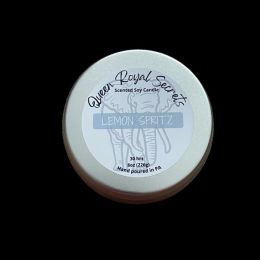 Queen Royal Secrets
Scented Soy Candle
LEMON SPRITZ
30 hrs
8oz (226g)
Hand poured in PA